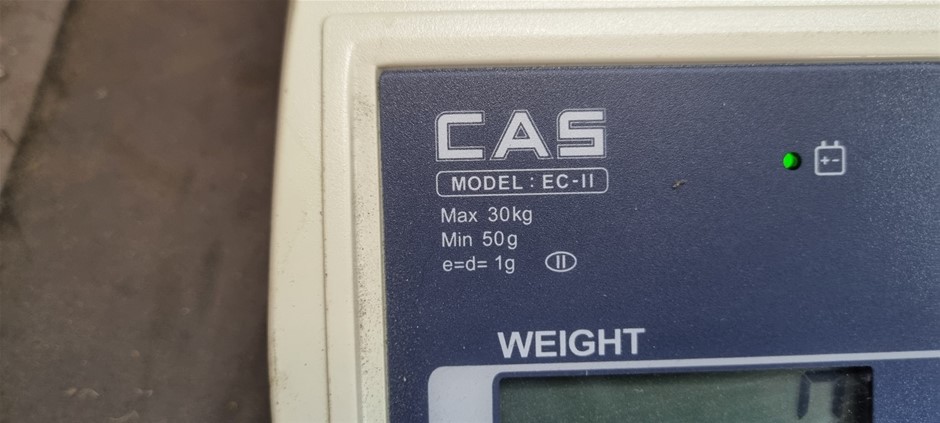 CAS
MODEL : EC-II
Max 30kg
Min 50g
e=d= 1g II
WEIGHT